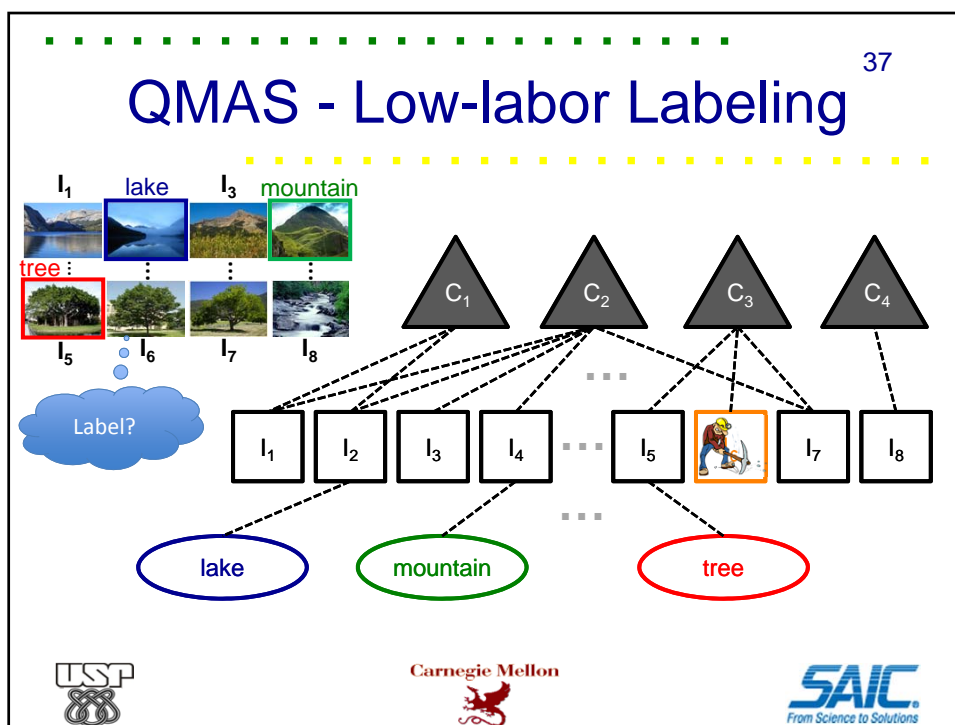 37
QMAS - Low-labor Labeling
I1 lake I3 mountain
tree
I5 I6 I7 I8
Label?
C1 C2 C3 C4
I1 I2 I3 I4 I5 I7 I8
lake mountain tree
USP
Carnegie Mellon
SAIC.
From Science to Solutions